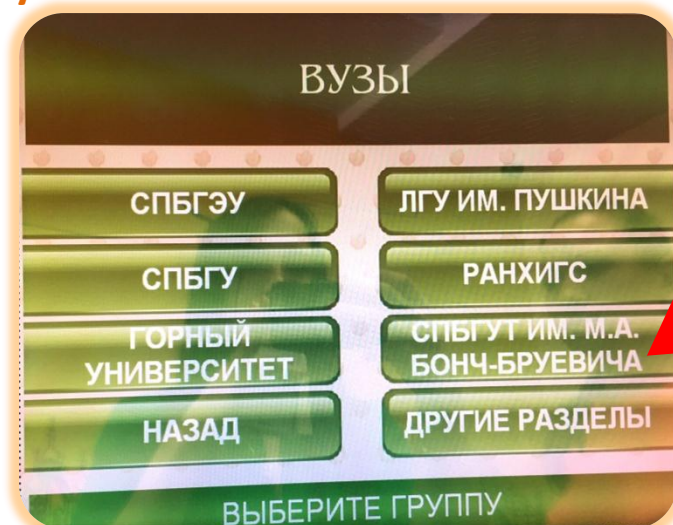 ВУЗЫ
СПБГЭУ
ЛГУ ИМ. ПУШКИНА
СПБГУ
РАНХИГС
ГОРНЫЙ
УНИВЕРСИТЕТ
СПБГУТ ИМ. М.А.
БОНЧ-БРУЕВИЧА
НАЗАД
ДРУГИЕ РАЗДЕЛЫ
ВЫБЕРИТЕ ГРУППУ